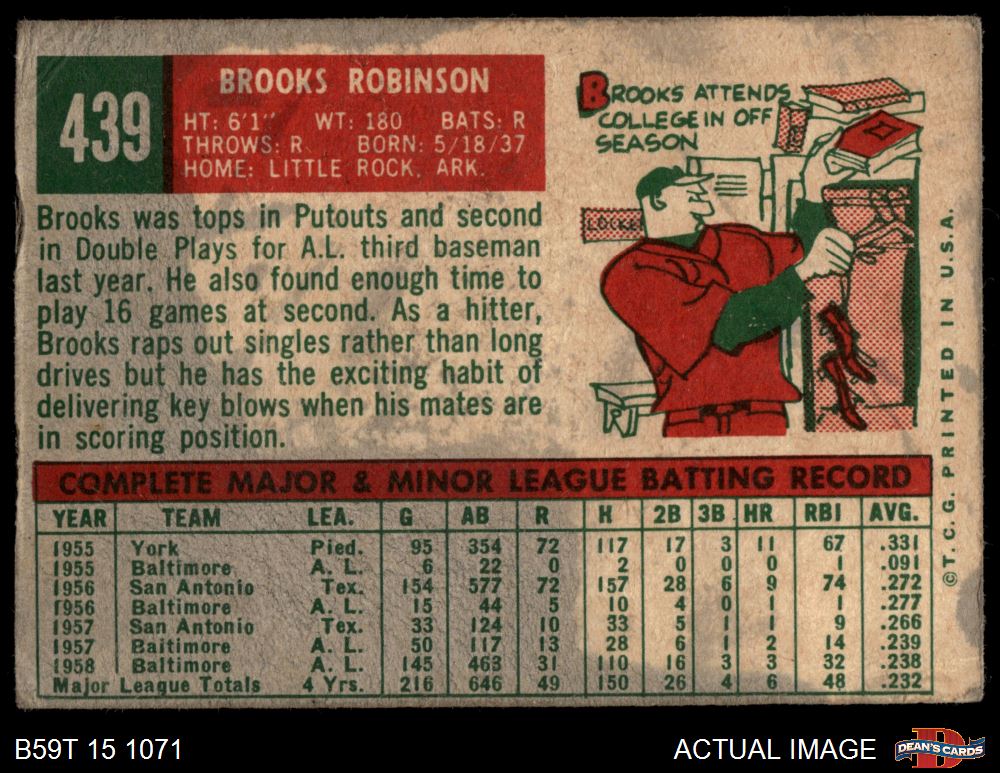 439
BROOKS ROBINSON
HT: 6'1" WT: 180 BATS: R
THROWS: R BORN: 5/18/37
HOME: LITTLE ROCK, ARK.
BROOKS ATTENDS
COLLEGE IN OFF
SEASON
Brooks was tops in Putouts and second
in Double Plays for A.L. third baseman
last year. He also found enough time to
play 16 games at second. As a hitter,
Brooks raps out singles rather than long
drives but he has the exciting habit of
delivering key blows when his mates are
in scoring position.
COMPLETE MAJOR & MINOR LEAGUE BATTING RECORD
YEAR TEAM LEA. G AB R H 2B 3B HR RBI AVG.
1955 York Pied. 95 354 72 117 17 3 11 67 .331
1955 Baltimore A. L. 6 22 0 2 0 0 0 1 .091
1956 San Antonio Tex. 154 577 72 157 28 6 9 74 .272
1956 Baltimore A. L. 15 44 5 10 4 0 1 1 .277
1957 San Antonio Tex. 33 124 10 33 5 1 1 9 .266
1957 Baltimore A. L. 50 117 13 28 6 1 2 14 .239
1958 Baltimore A. L. 145 463 31 110 16 3 3 32 .238
Major League Totals 4 Yrs. 216 646 49 150 26 4 6 48 .232
©T. C. G. PRINTED IN U.S.A.
B59T 15 1071
ACTUAL IMAGE
DEAN'S CARDS